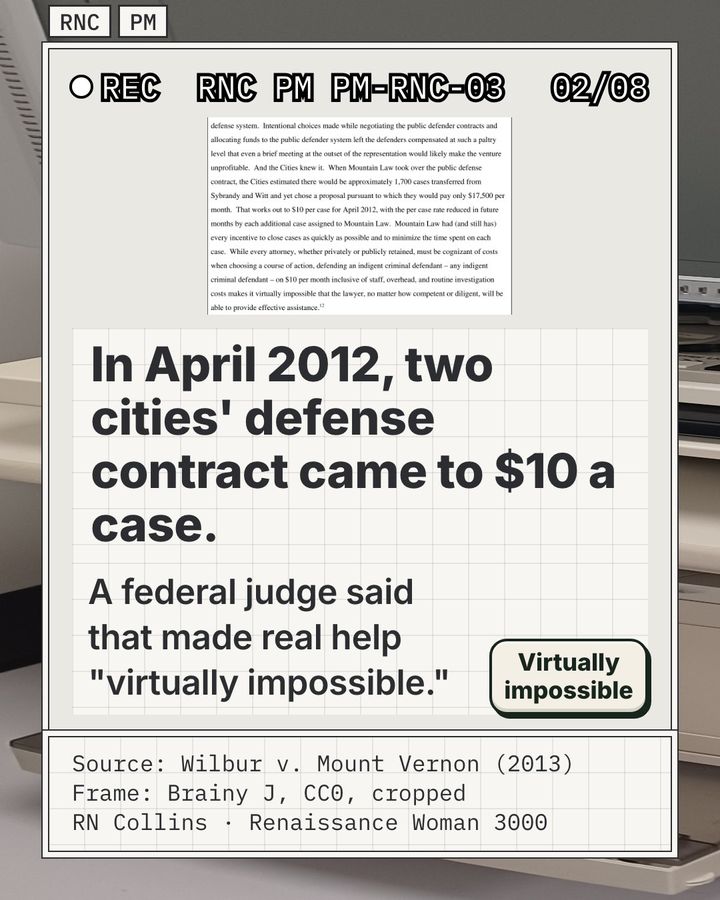 RNC PM
REC RNC PM PM-RNC-03 02/08
defense system. Intentional choices made while negotiating the public defender contracts and
allocating funds to the public defender system left the defenders compensated at such a paltry
level that even a brief meeting at the outset of the representation would likely make the venture
unprofitable. And the Cities knew it. When Mountain Law took over the public defense
contract, the Cities estimated there would be approximately 1,700 cases transferred from
Sybrandy and Witt and yet chose a proposal pursuant to which they would pay only $17,500 per
month. That works out to $10 per case for April 2012, with the per case rate reduced in future
months by each additional case assigned to Mountain Law. Mountain Law had (and still has)
every incentive to close cases as quickly as possible and to minimize the time spent on each
case. While every attorney, whether privately or publicly retained, must be cognizant of costs
when choosing a course of action, defending an indigent criminal defendant – any indigent
criminal defendant – on $10 per month inclusive of staff, overhead, and routine investigation
costs makes it virtually impossible that the lawyer, no matter how competent or diligent, will be
able to provide effective assistance.12
In April 2012, two
cities' defense
contract came to $10 a
case.
A federal judge said
that made real help
"virtually impossible."
Virtually
impossible
Source: Wilbur v. Mount Vernon (2013)
Frame: Brainy J, CC0, cropped
RN Collins · Renaissance Woman 3000